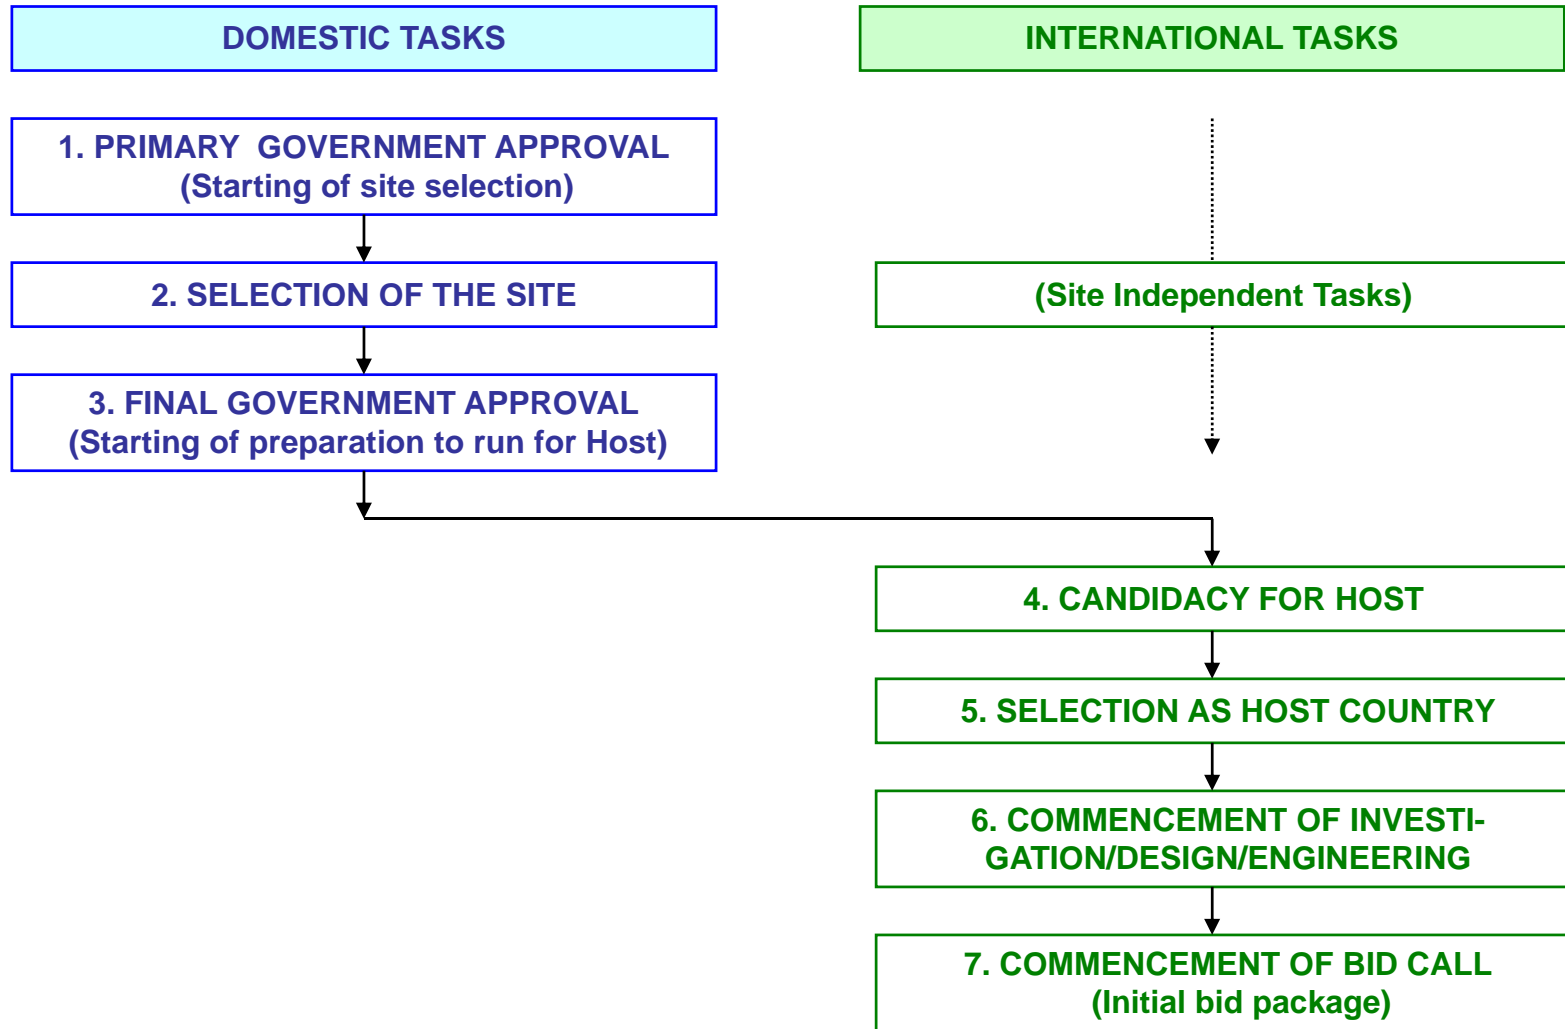 DOMESTIC TASKS
INTERNATIONAL TASKS
1. PRIMARY  GOVERNMENT APPROVAL
(Starting of site selection)
2. SELECTION OF THE SITE
(Site Independent Tasks)
3. FINAL GOVERNMENT APPROVAL
(Starting of preparation to run for Host)
4. CANDIDACY FOR HOST
5. SELECTION AS HOST COUNTRY
6. COMMENCEMENT OF INVESTI-
GATION/DESIGN/ENGINEERING
7. COMMENCEMENT OF BID CALL
(Initial bid package)